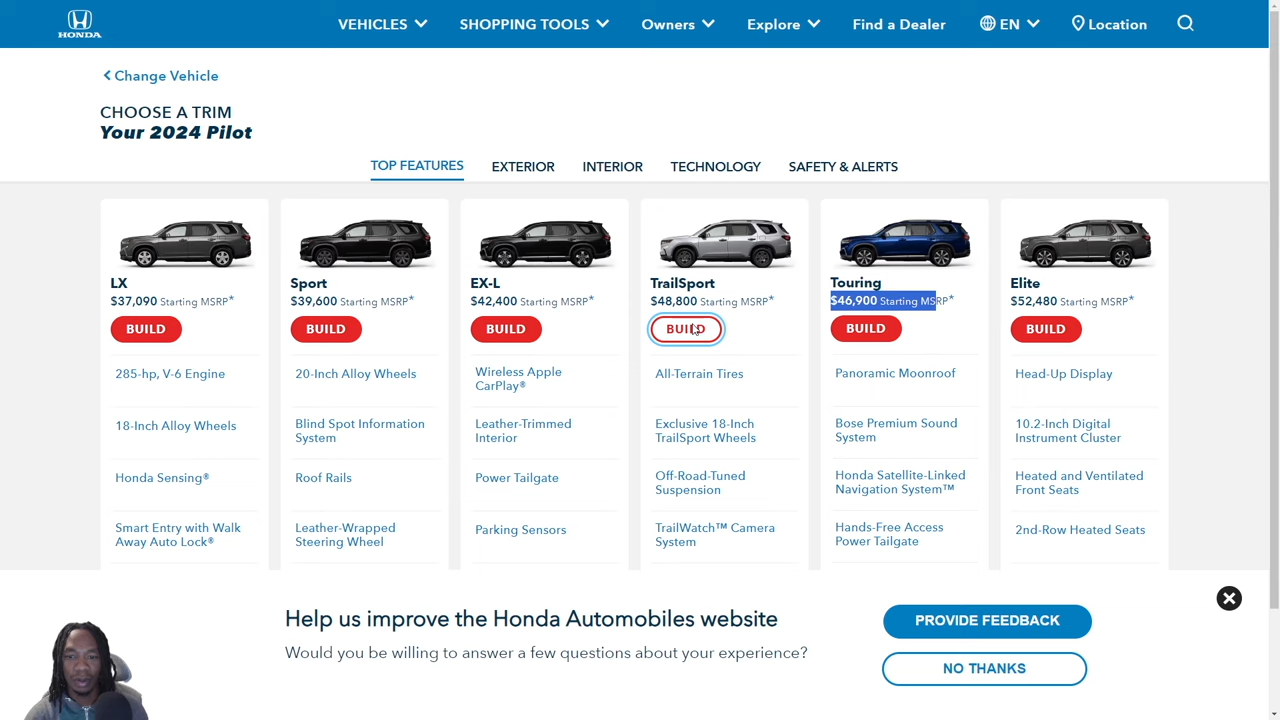 HONDA
VEHICLES
SHOPPING TOOLS
Owners
Explore
Find a Dealer
EN
Location
Change Vehicle
CHOOSE A TRIM
Your 2024 Pilot
TOP FEATURES
EXTERIOR
INTERIOR
TECHNOLOGY
SAFETY & ALERTS
LX
$37,090 Starting MSRP*
BUILD
285-hp, V-6 Engine
18-Inch Alloy Wheels
Honda Sensing®
Smart Entry with Walk
Away Auto Lock®
Sport
$39,600 Starting MSRP*
BUILD
20-Inch Alloy Wheels
Blind Spot Information
System
Roof Rails
Leather-Wrapped
Steering Wheel
EX-L
$42,400 Starting MSRP*
BUILD
Wireless Apple
CarPlay®
Leather-Trimmed
Interior
Power Tailgate
Parking Sensors
TrailSport
$48,800 Starting MSRP*
BUILD
All-Terrain Tires
Exclusive 18-Inch
TrailSport Wheels
Off-Road-Tuned
Suspension
TrailWatch™ Camera
System
Touring
$46,900 Starting MSRP*
BUILD
Panoramic Moonroof
Bose Premium Sound
System
Honda Satellite-Linked
Navigation System™
Hands-Free Access
Power Tailgate
Elite
$52,480 Starting MSRP*
BUILD
Head-Up Display
10.2-Inch Digital
Instrument Cluster
Heated and Ventilated
Front Seats
2nd-Row Heated Seats
Help us improve the Honda Automobiles website
Would you be willing to answer a few questions about your experience?
PROVIDE FEEDBACK
NO THANKS